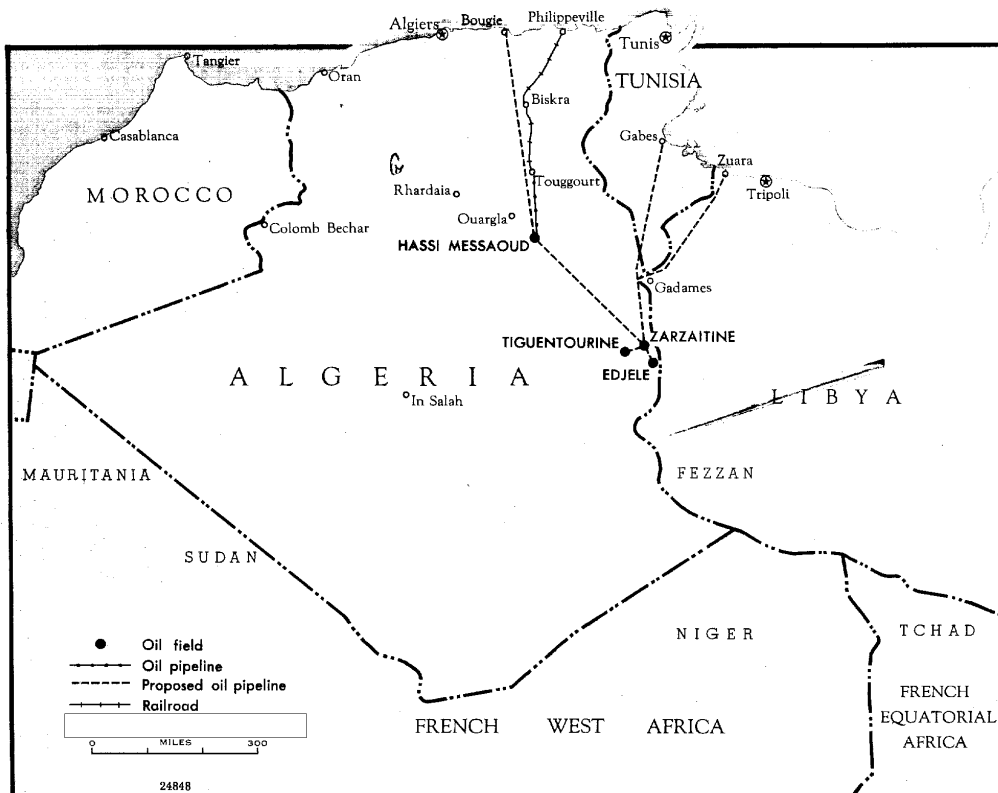 Algiers
Bougie
Philippeville
Tunis
Tangier
Oran
TUNISIA
Biskra
Casablanca
Gabes
Zuara
MOROCCO
Rhardaia
Touggourt
Tripoli
Ouargla
Colomb Bechar
HASSI MESSAOUD
Gadames
TIGUENTOURINE
ZARZAITINE
EDJELE
ALGERIA
In Salah
LIBYA
MAURITANIA
FEZZAN
SUDAN
NIGER
TCHAD
Oil field
Oil pipeline
Proposed oil pipeline
Railroad
FRENCH WEST AFRICA
FRENCH
EQUATORIAL
AFRICA
0 MILES 300
24848